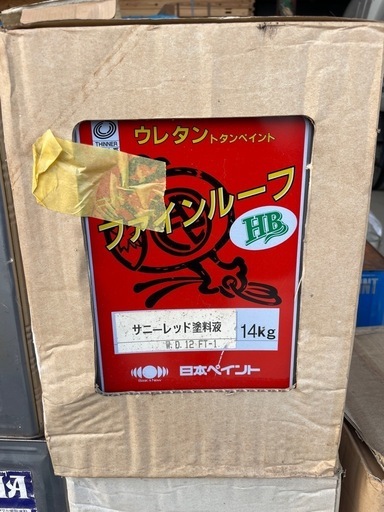 THINNER
ウレタントタンペイント
ファインルーフ
HB
サニーレッド塗料液
W.D.12 FT-1
14kg
日本ペイント